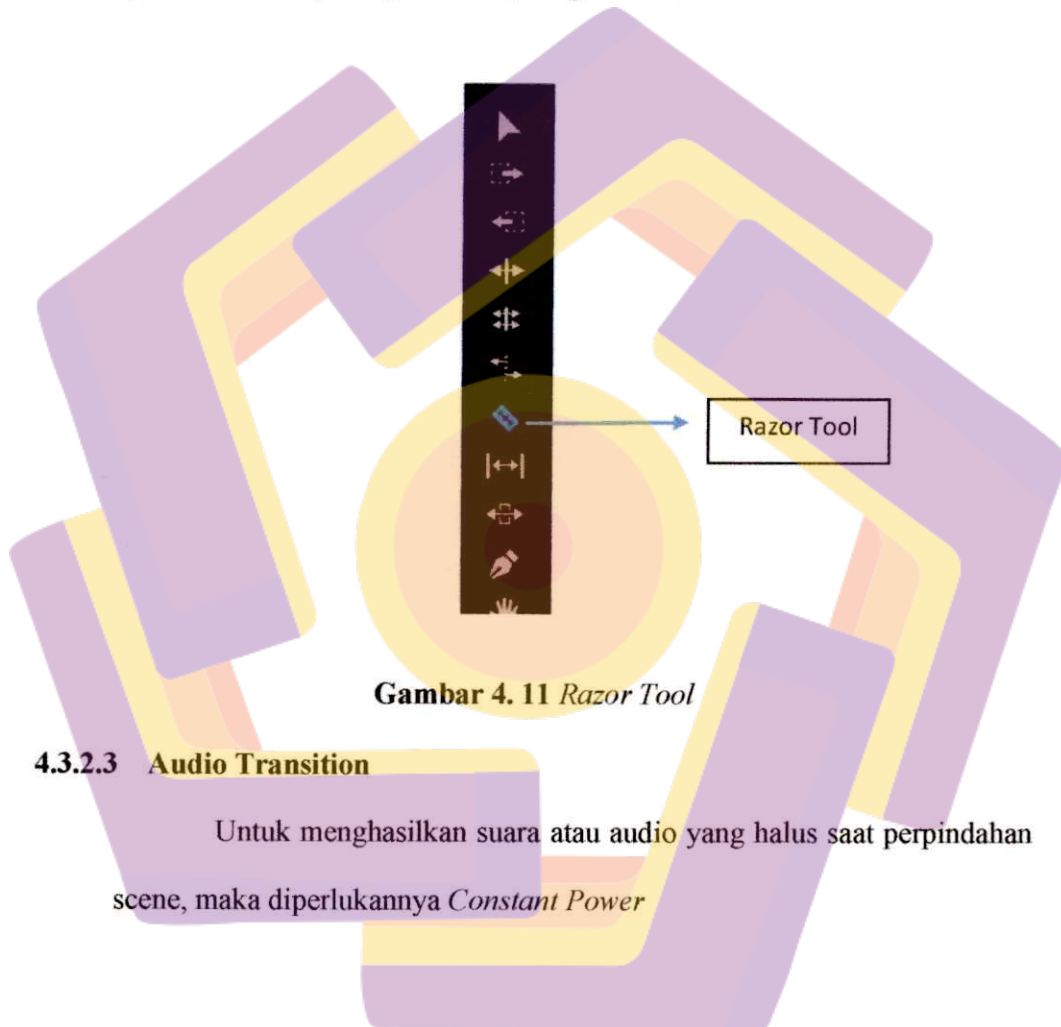 Razor Tool
Gambar 4. 11 Razor Tool
4.3.2.3 Audio Transition
Untuk menghasilkan suara atau audio yang halus saat perpindahan
scene, maka diperlukannya Constant Power